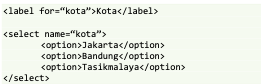 <label for=“kota”>Kota</label>
<select name=“kota”>
<option>Jakarta</option>
<option>Bandung</option>
<option>Tasikmalaya</option>
</select>